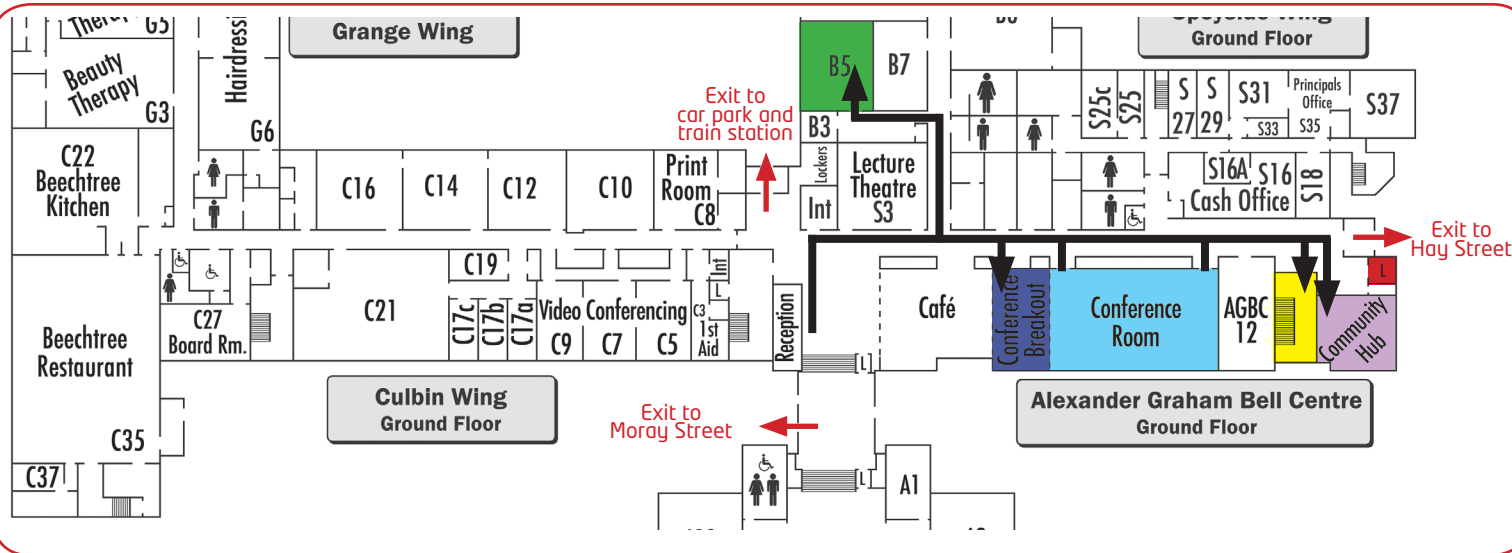 Therapy
G5
Beauty
Therapy
G3
C22
Beechtree
Kitchen
Grange Wing
G6
C16
C14
C12
C10
Print
Room
C8
Exit to
car park and
train station
B5
B7
B3
Lockers
Int
Lecture
Theatre
S3
Speyside Wing
Ground Floor
S25c
S25
S
27
S
29
S31
S33
Principals
Office
S35
S37
S16A
S16
Cash Office
S18
Exit to
Hay Street
L
Beechtree
Restaurant
C35
C37
C27
Board Rm.
C21
C19
C17c
C17b
C17a
Video Conferencing
C9
C7
C5
Int
L
C3
1st
Aid
Reception
L
Café
Conference
Breakout
Conference
Room
AGBC
12
Community
Hub
Culbin Wing
Ground Floor
Exit to
Moray Street
Alexander Graham Bell Centre
Ground Floor
L
A1